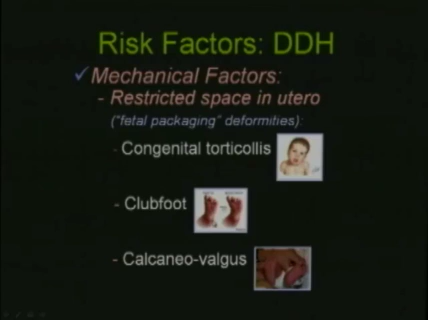 Risk Factors: DDH
✓ Mechanical Factors:
- Restricted space in utero
("fetal packaging" deformities):
- Congenital torticollis
- Clubfoot
- Calcaneo-valgus